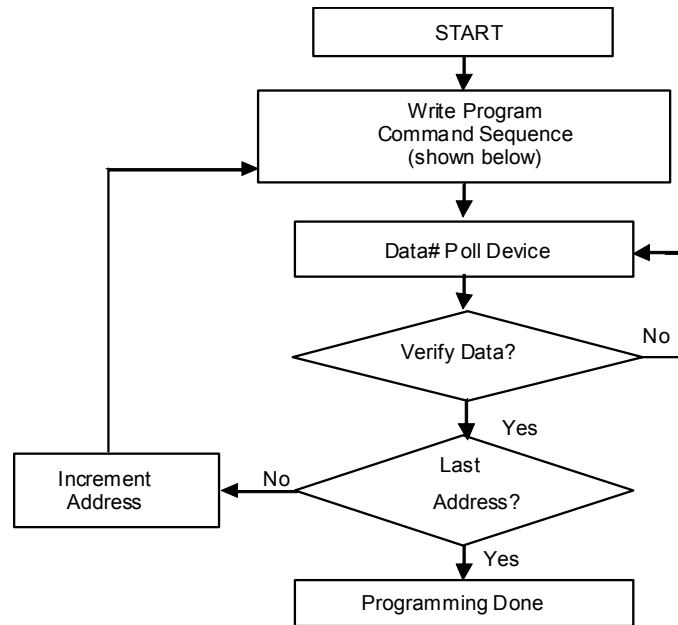 START
Write Program
Command Sequence
(shown below)
Data# Poll Device
Verify Data?
No
Yes
Last
Address?
No
Increment
Address
Yes
Programming Done